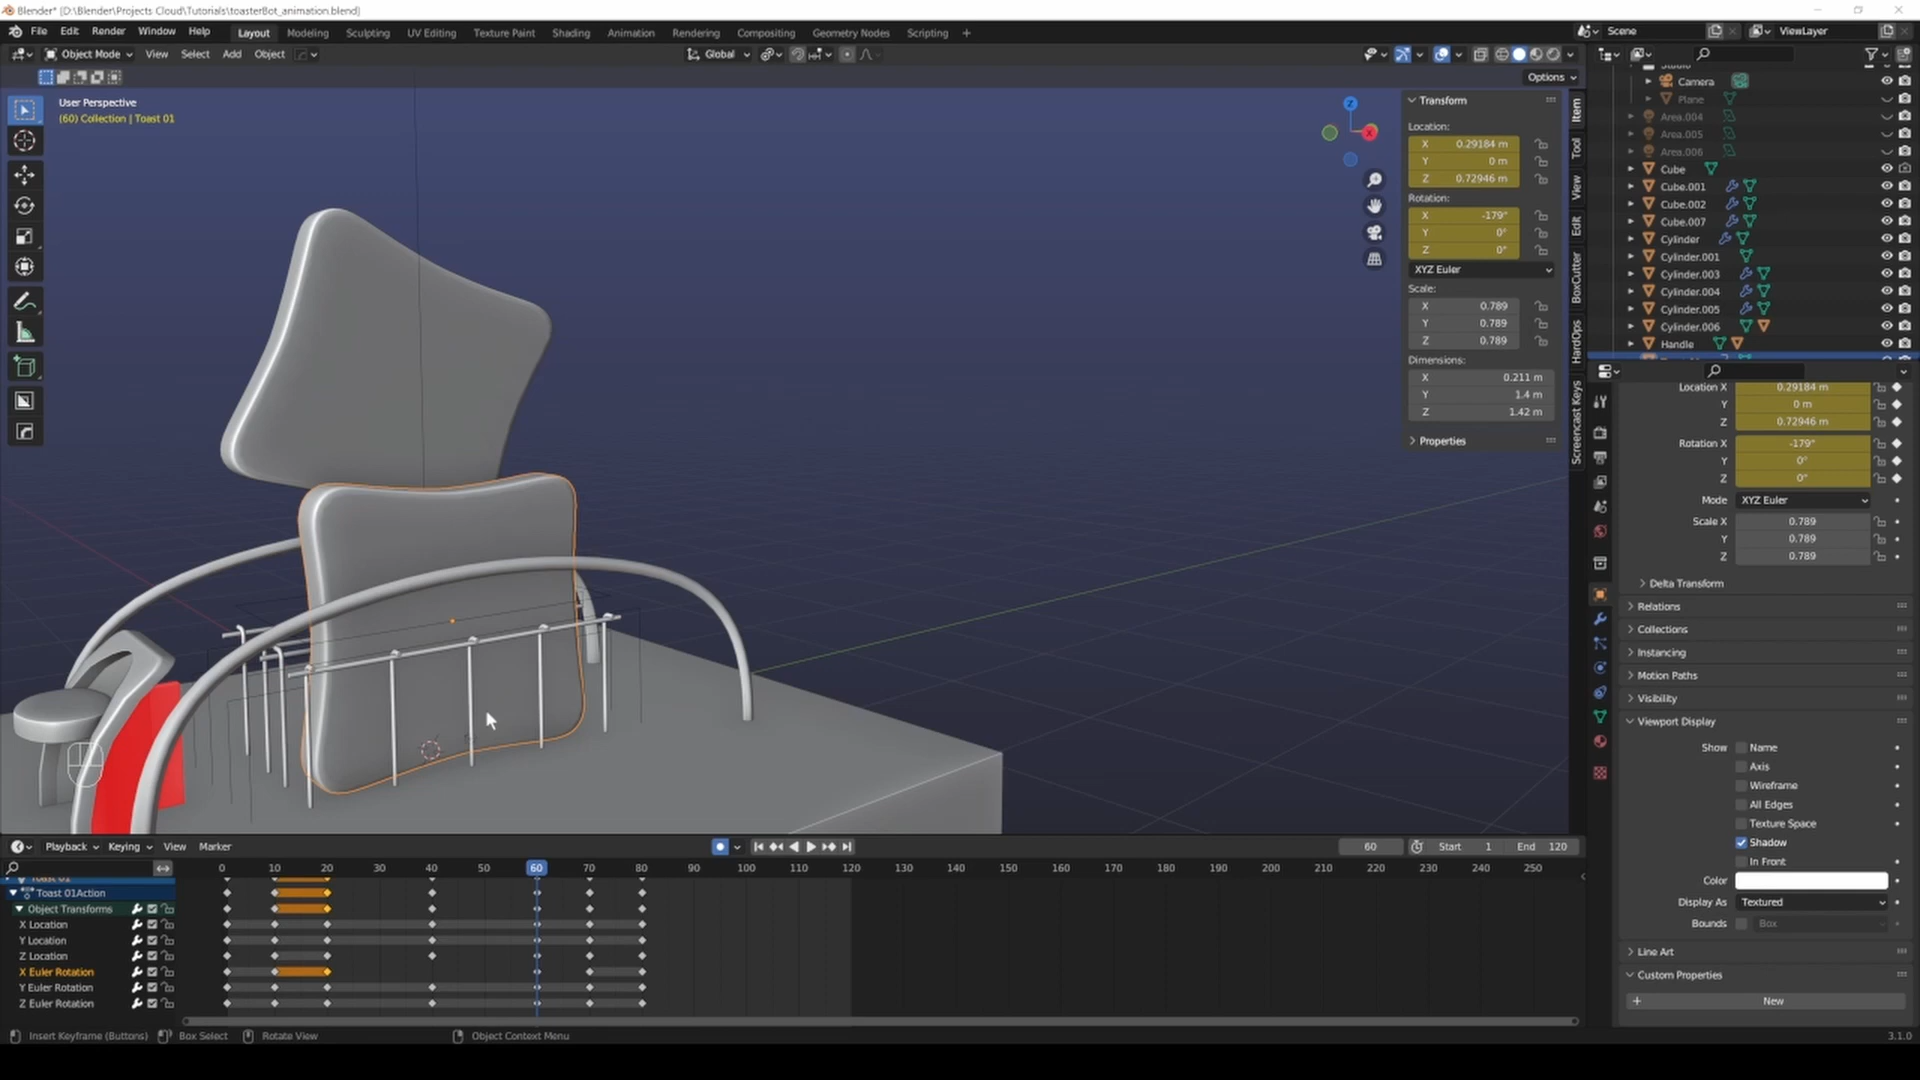 Blender* [D:\Blender\Projects Cloud\Tutorials\toasterBot_animation.blend]
File Edit Render Window Help Layout Modeling Sculpting UV Editing Texture Paint Shading Animation Rendering Compositing Geometry Nodes Scripting + Scene ViewLayer
Object Mode View Select Add Object Global
Options
User Perspective
(60) Collection | Toast 01
Z
X
Transform
Location:
X 0.29184 m
Y 0 m
Z 0.72946 m
Rotation:
X -179°
Y 0°
Z 0°
XYZ Euler
Scale:
X 0.789
Y 0.789
Z 0.789
Dimensions:
X 0.211 m
Y 1.4 m
Z 1.42 m
Properties
Item
Tool
View
Edit
BoxCutter
HardOps
Screencast Keys
Camera
Plane
Area.004
Area.005
Area.006
Cube
Cube.001
Cube.002
Cube.007
Cylinder
Cylinder.001
Cylinder.003
Cylinder.004
Cylinder.005
Cylinder.006
Handle
Location X 0.29184 m
Y 0 m
Z 0.72946 m
Rotation X -179°
Y 0°
Z 0°
Mode XYZ Euler
Scale X 0.789
Y 0.789
Z 0.789
Delta Transform
Relations
Collections
Instancing
Motion Paths
Visibility
Viewport Display
Show Name
Axis
Wireframe
All Edges
Texture Space
Shadow
In Front
Color
Display As Textured
Bounds Box
Line Art
Custom Properties
New
Playback Keying View Marker 60 Start 1 End 120
0 10 20 30 40 50 60 70 80 90 100 110 120 130 140 150 160 170 180 190 200 210 220 230 240 250
Toast 01
Toast 01Action
Object Transforms
X Location
Y Location
Z Location
X Euler Rotation
Y Euler Rotation
Z Euler Rotation
Insert Keyframe (Buttons) Box Select Rotate View Object Context Menu 3.1.0